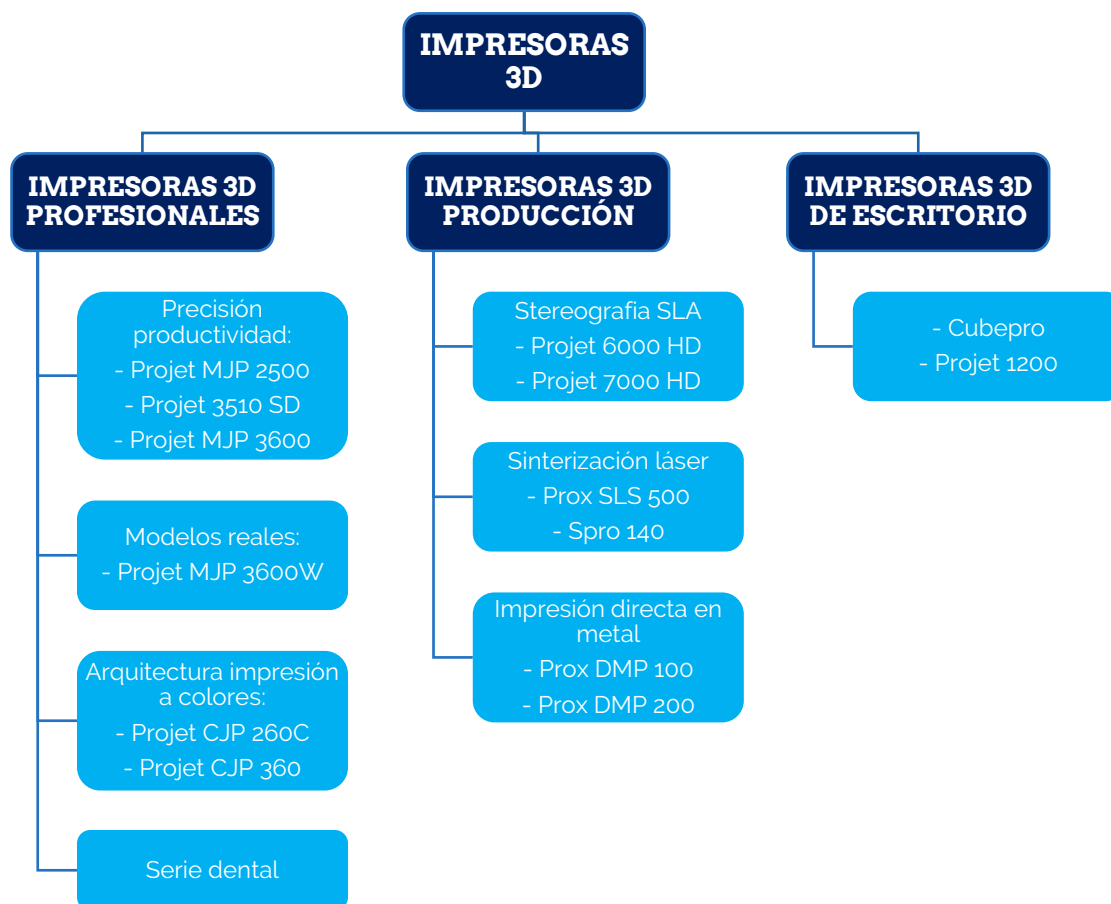 IMPRESORAS
3D
IMPRESORAS 3D
PROFESIONALES
Precisión
productividad:
- Projet MJP 2500
- Projet 3510 SD
- Projet MJP 3600
Modelos reales:
- Projet MJP 3600W
Arquitectura impresión
a colores:
- Projet CJP 260C
- Projet CJP 360
Serie dental
IMPRESORAS 3D
PRODUCCIÓN
Stereografia SLA
- Projet 6000 HD
- Projet 7000 HD
Sinterización láser
- Prox SLS 500
- Spro 140
Impresión directa en
metal
- Prox DMP 100
- Prox DMP 200
IMPRESORAS 3D
DE ESCRITORIO
- Cubepro
- Projet 1200